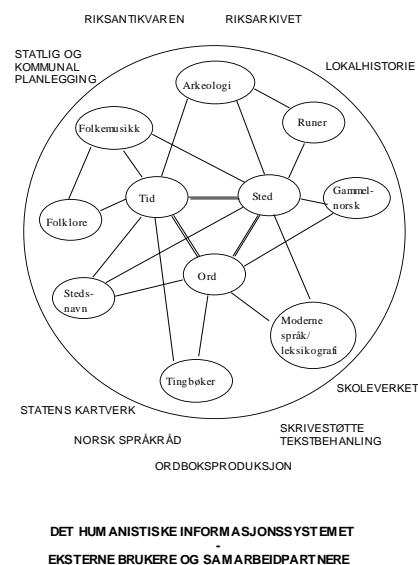 RIKSANTIKVAREN
RIKSARKIVET
STATLIG OG
KOMMUNAL
PLANLEGGING
LOKALHISTORIE
Arkeologi
Folkemusikk
Runer
Tid
Sted
Gammel-
norsk
Folklore
Ord
Steds-
navn
Moderne
språk/
leksikografi
Tingbøker
SKOLEVERKET
STATENS KARTVERK
SKRIVESTØTTE
TEKSTBEHANLING
NORSK SPRÅKRÅD
ORDBOKSPRODUKSJON
DET HUMANISTISKE INFORMASJONSSYSTEMET
-
EKSTERNE BRUKERE OG SAMARBEIDPARTNERE